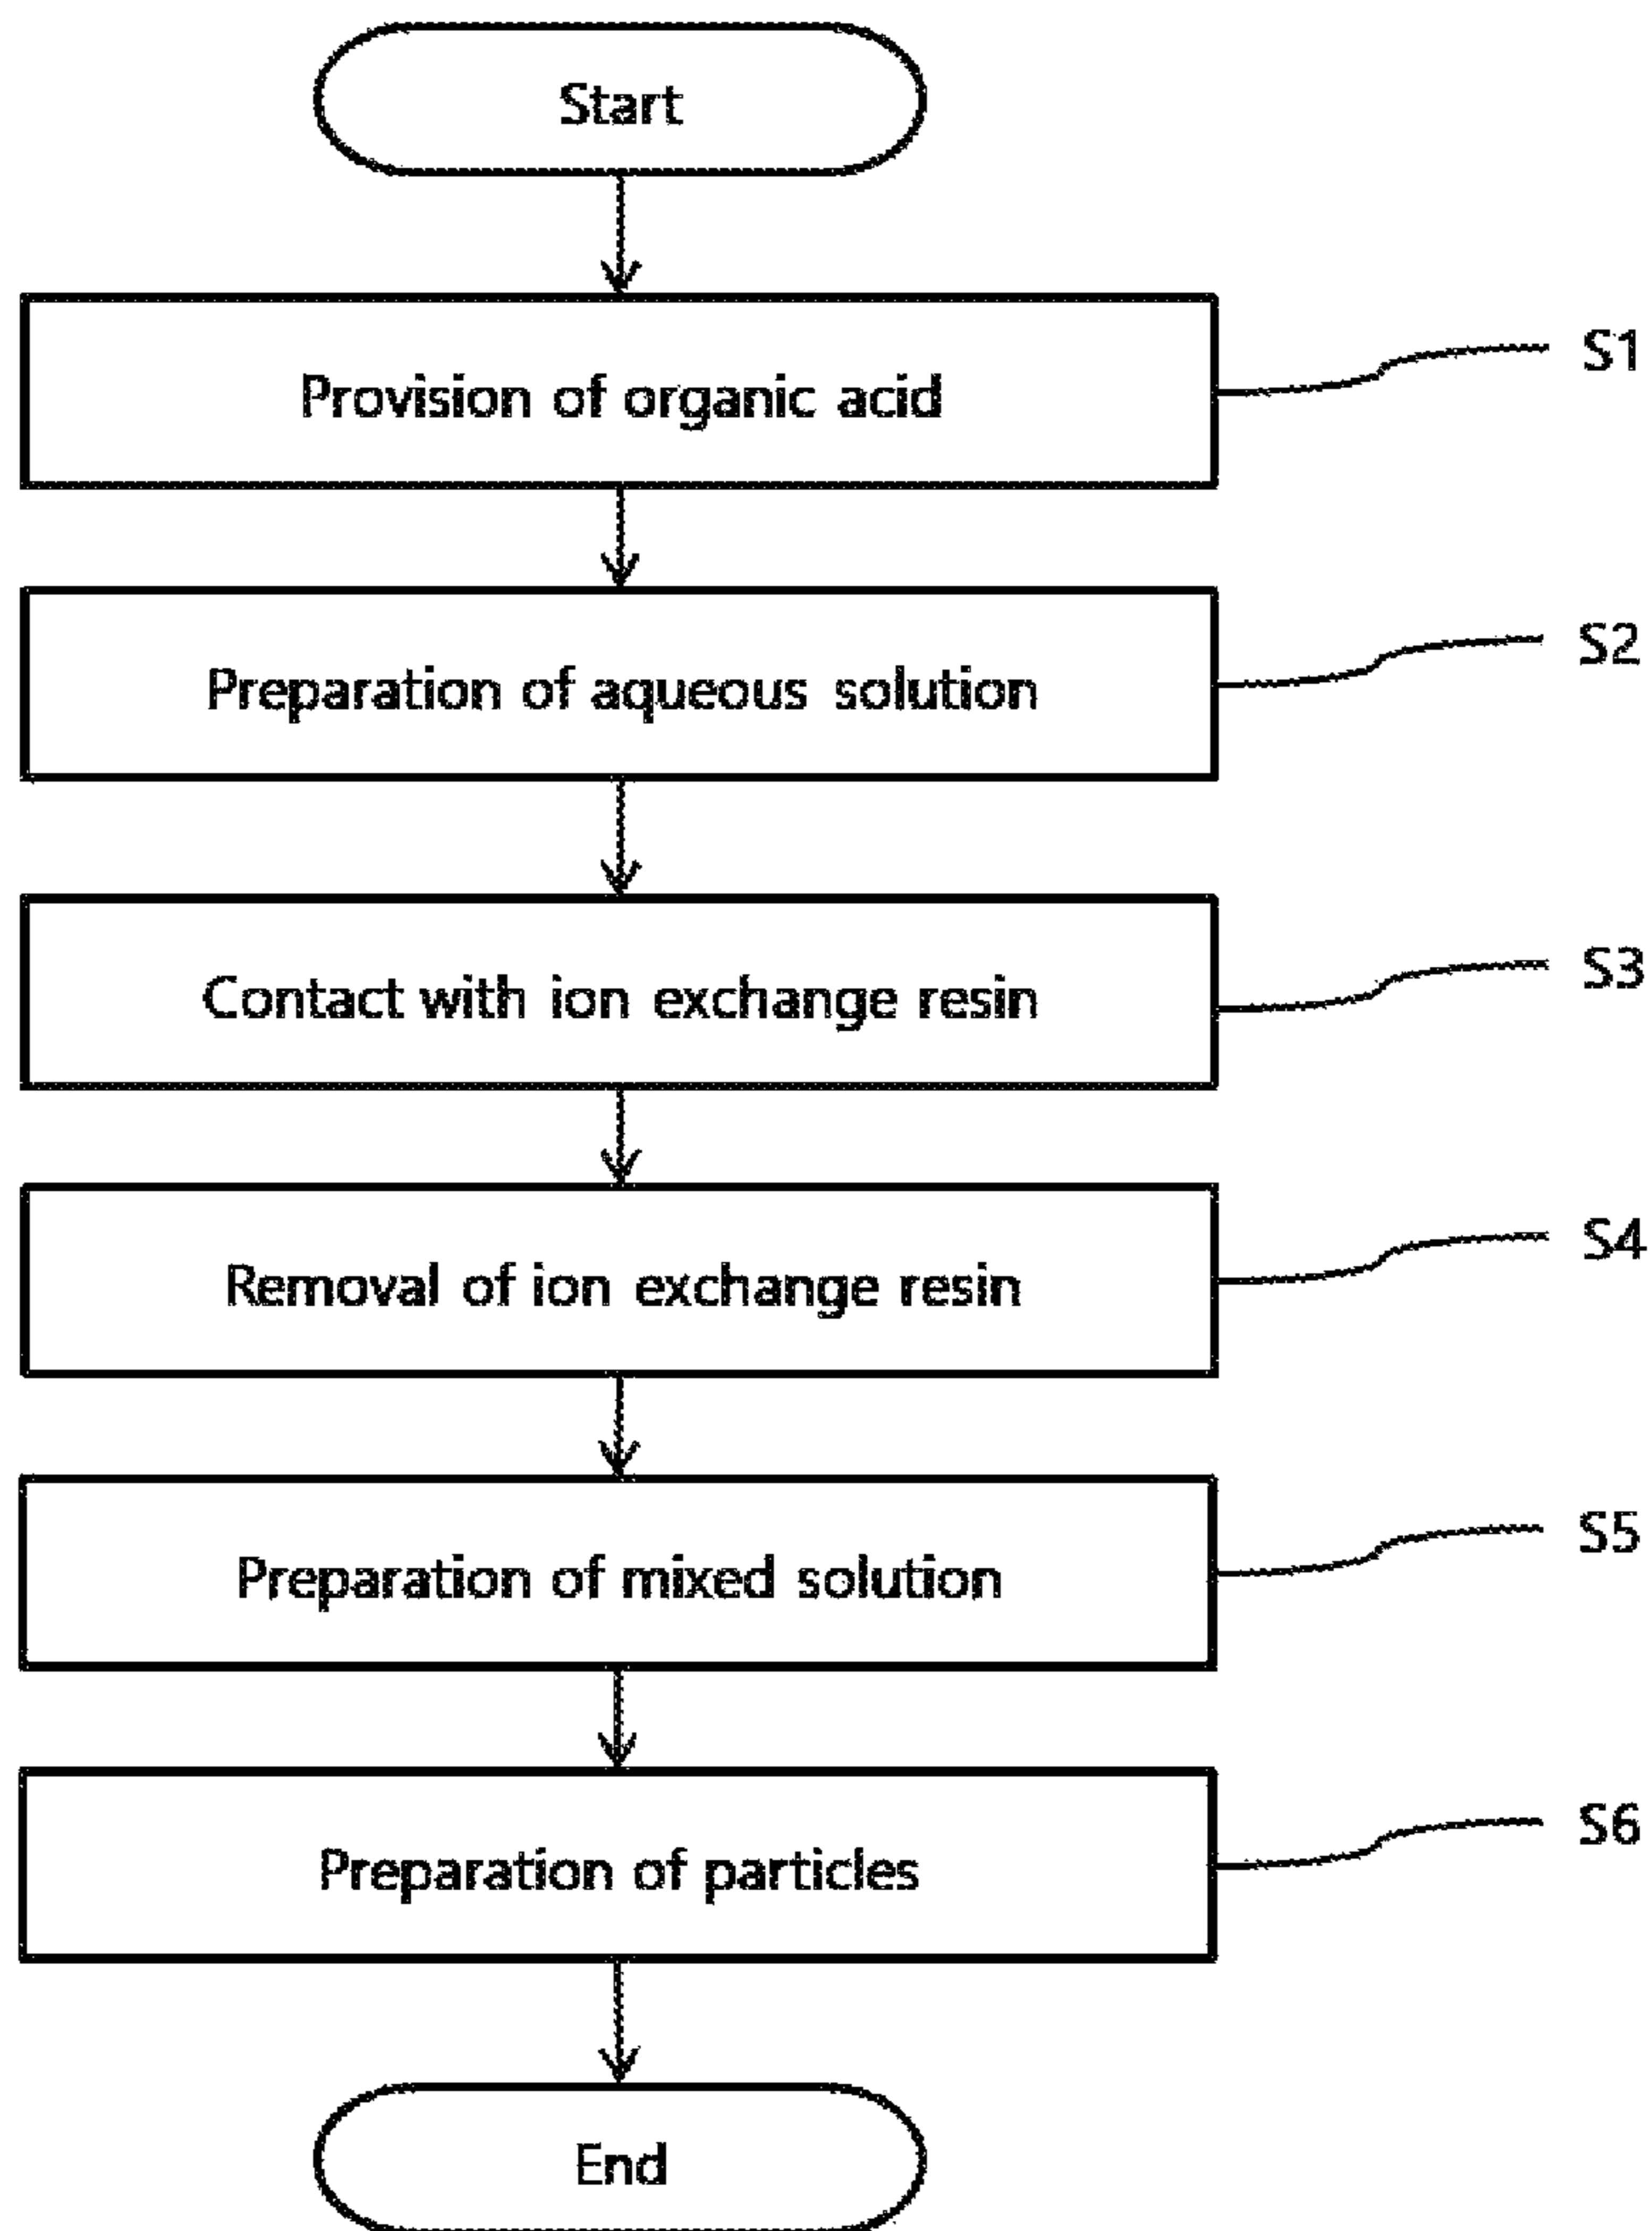 Start
Provision of organic acid
S1
Preparation of aqueous solution
S2
Contact with ion exchange resin
S3
Removal of ion exchange resin
S4
Preparation of mixed solution
S5
Preparation of particles
S6
End